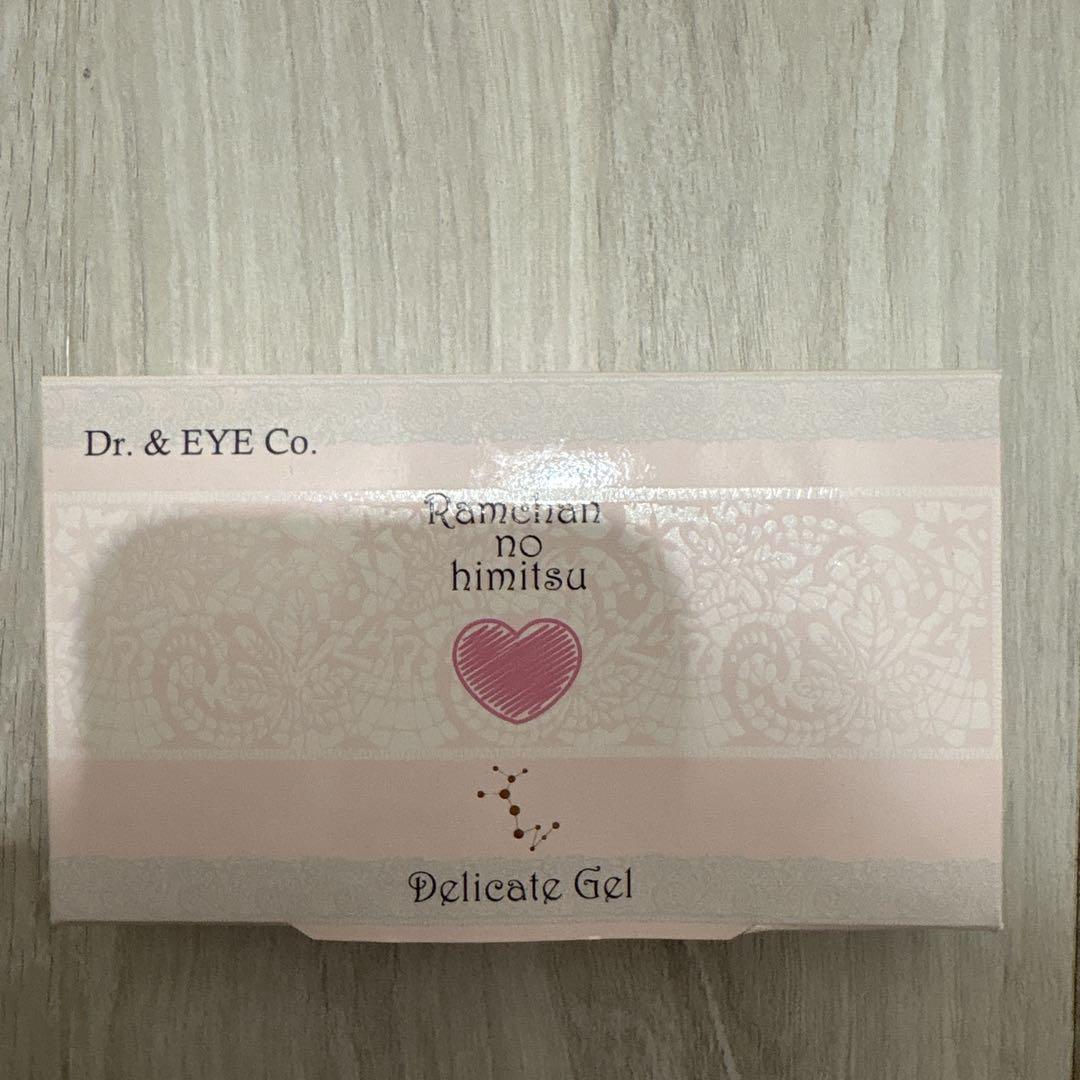 Dr. & EYE Co.
Ramchan
no
himitsu
Delicate Gel